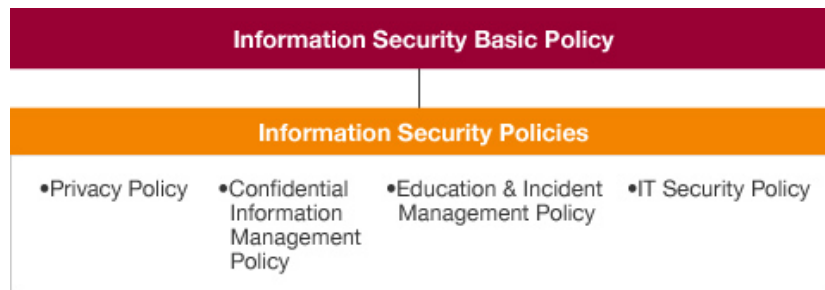 Information Security Basic Policy
Information Security Policies
•Privacy Policy
•Confidential
Information
Management
Policy
•Education & Incident
Management Policy
•IT Security Policy